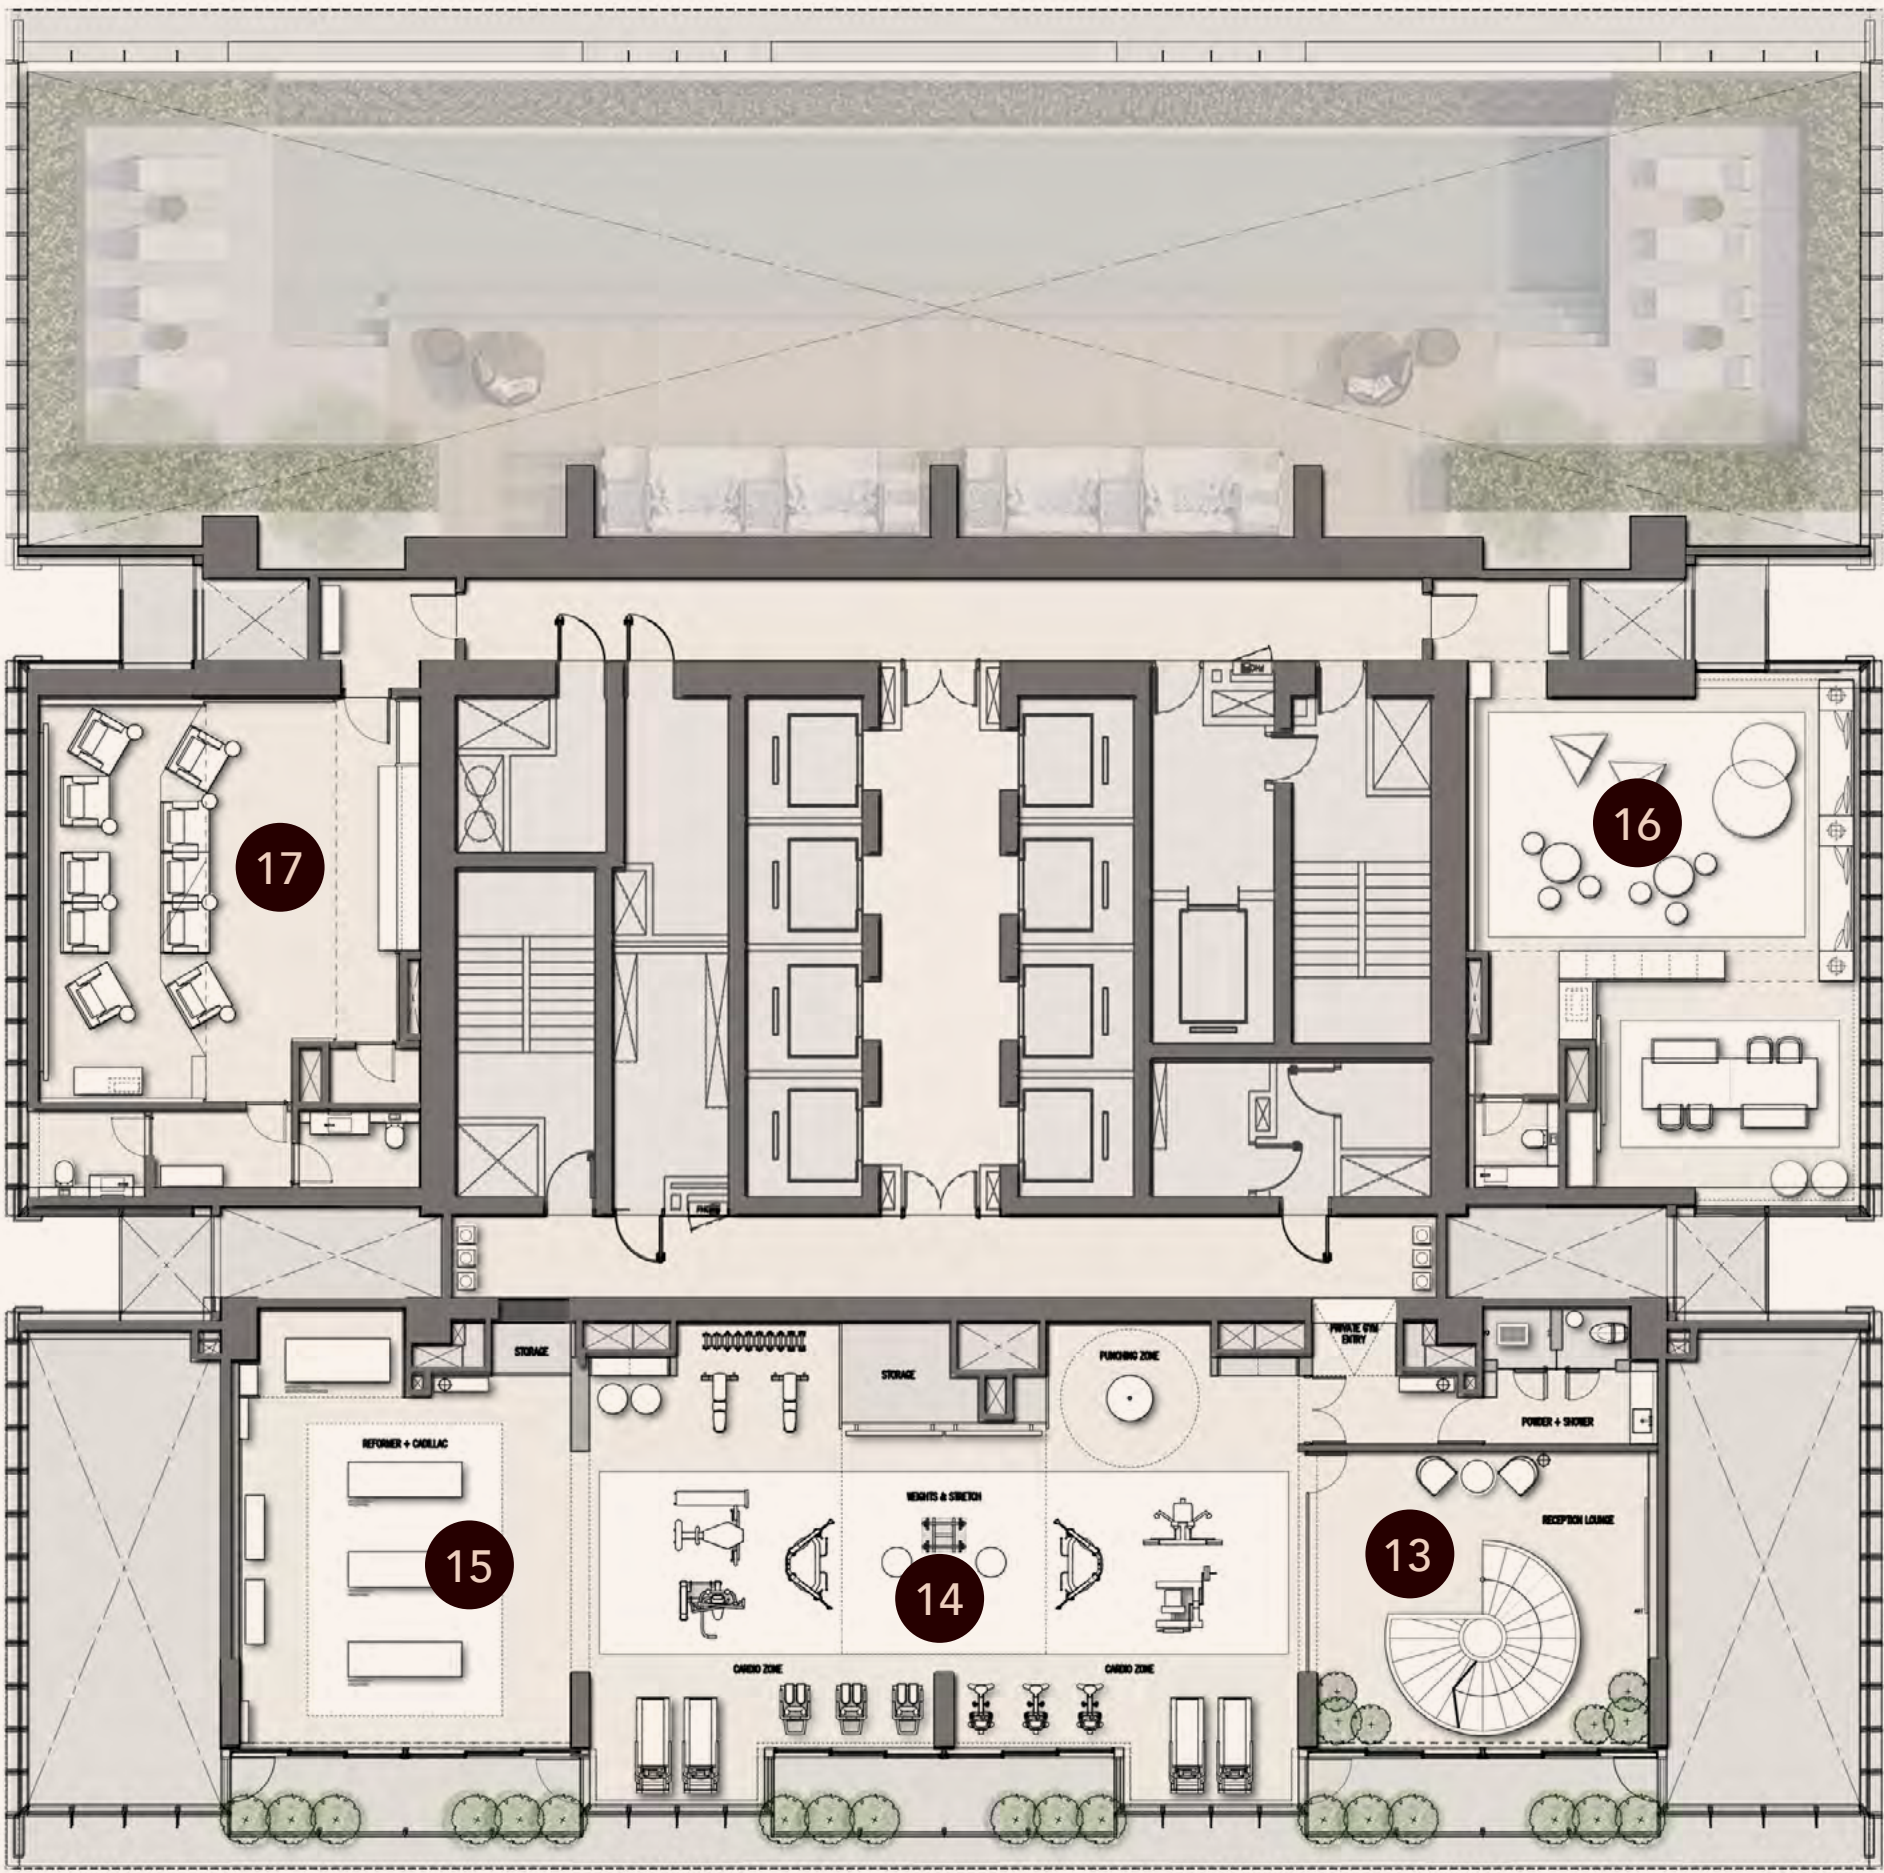 17
16
STORAGE
PUNCHING ZONE
PRIVATE GYM
ENTRY
STORAGE
POWDER + SHOWER
REFORMER + CADILLAC
WEIGHTS & STRETCH
RECEPTION LOUNGE
13
15
14
CARDIO ZONE
CARDIO ZONE